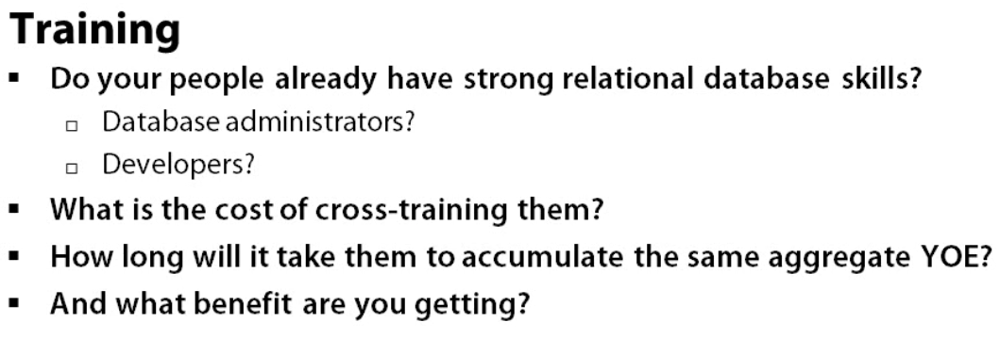 Training
▪ Do your people already have strong relational database skills?
□ Database administrators?
□ Developers?
▪ What is the cost of cross-training them?
▪ How long will it take them to accumulate the same aggregate YOE?
▪ And what benefit are you getting?